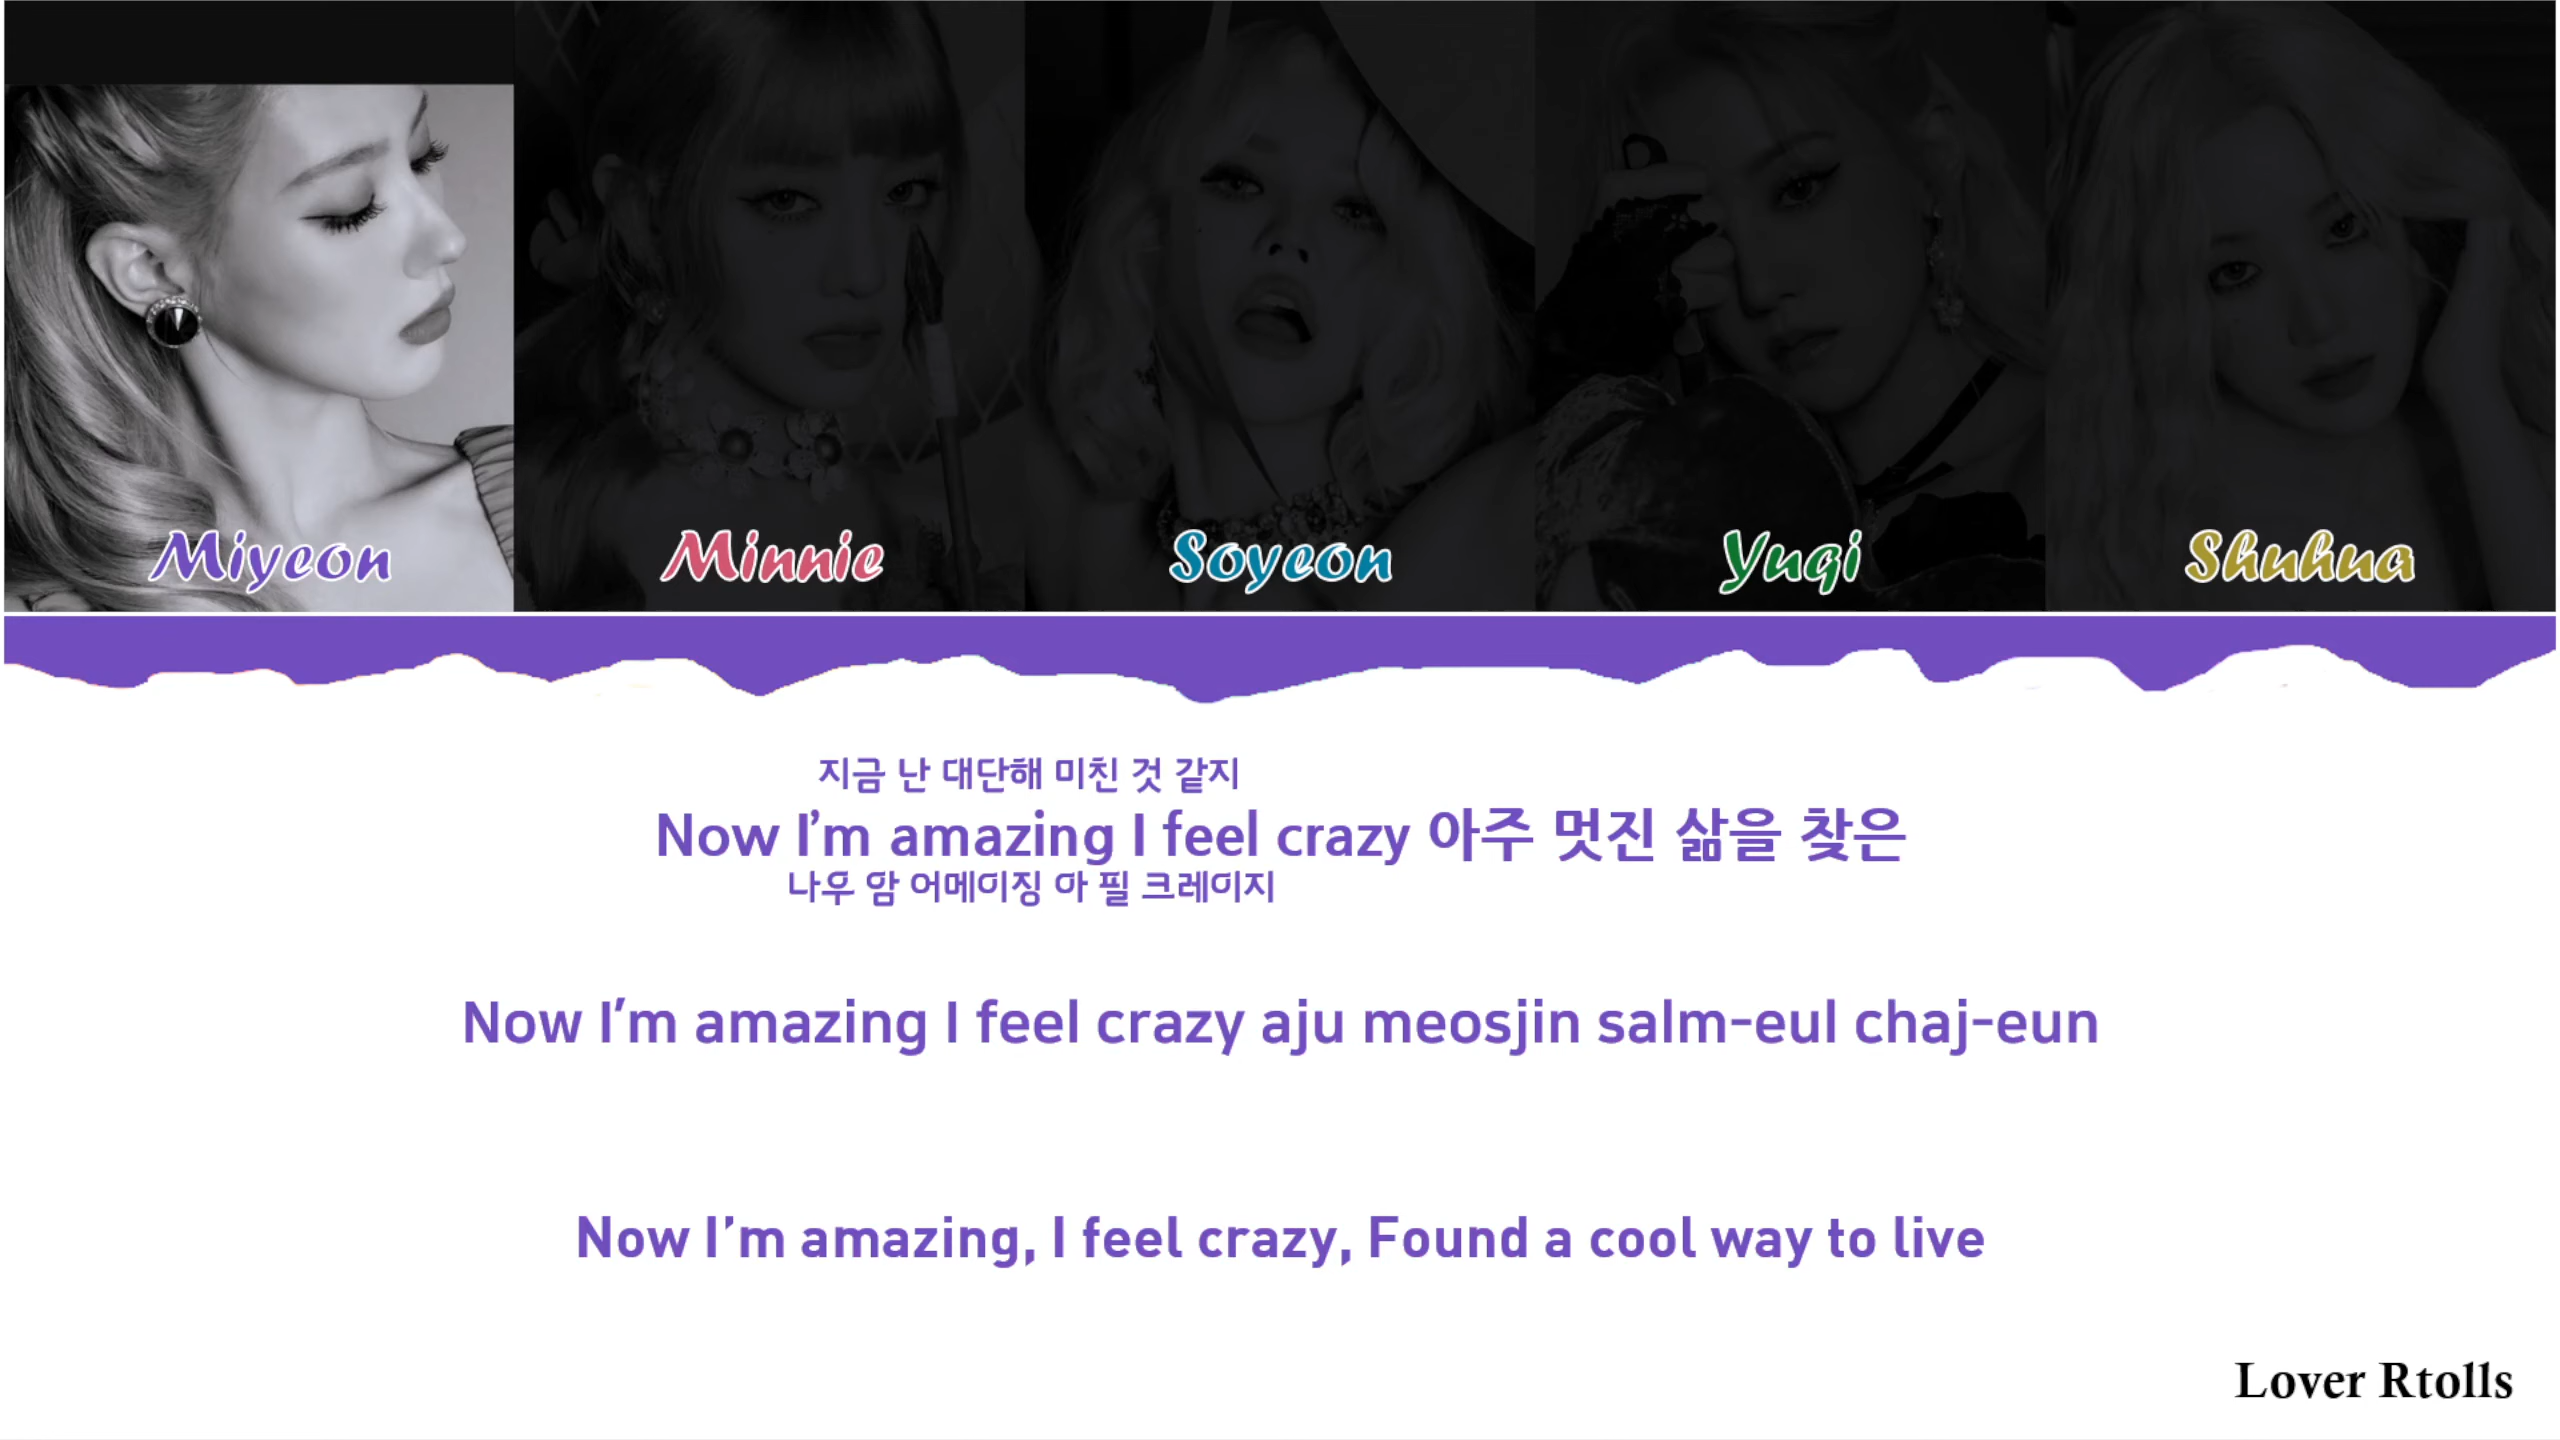 Miyeon
Minnie
Soyeon
Yuqi
Shuhua
지금 난 대단해 미친 것 같지
Now I'm amazing I feel crazy 아주 멋진 삶을 찾은
나우 암 어메이징 아 필 크레이지
Now I'm amazing I feel crazy aju meosjin salm-eul chaj-eun
Now I'm amazing, I feel crazy, Found a cool way to live
Lover Rtolls